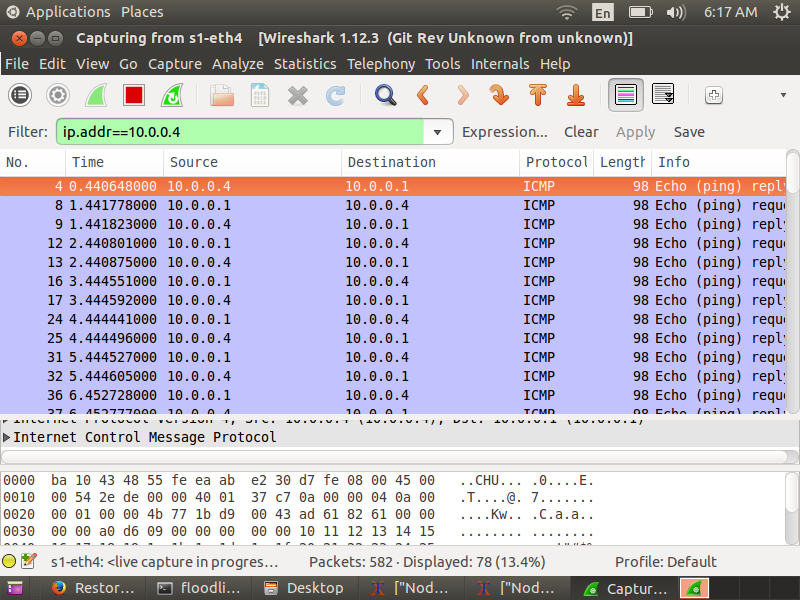 Applications Places En 6:17 AM
Capturing from s1-eth4 [Wireshark 1.12.3 (Git Rev Unknown from unknown)]
File Edit View Go Capture Analyze Statistics Telephony Tools Internals Help
Filter: ip.addr==10.0.0.4 Expression... Clear Apply Save
No. Time Source Destination Protocol Length Info
4 0.440648000 10.0.0.4 10.0.0.1 ICMP 98 Echo (ping) reply
8 1.441778000 10.0.0.1 10.0.0.4 ICMP 98 Echo (ping) requ
9 1.441823000 10.0.0.4 10.0.0.1 ICMP 98 Echo (ping) reply
12 2.440801000 10.0.0.1 10.0.0.4 ICMP 98 Echo (ping) requ
13 2.440875000 10.0.0.4 10.0.0.1 ICMP 98 Echo (ping) reply
16 3.444551000 10.0.0.1 10.0.0.4 ICMP 98 Echo (ping) requ
17 3.444592000 10.0.0.4 10.0.0.1 ICMP 98 Echo (ping) reply
24 4.444441000 10.0.0.1 10.0.0.4 ICMP 98 Echo (ping) requ
25 4.444496000 10.0.0.4 10.0.0.1 ICMP 98 Echo (ping) reply
31 5.444527000 10.0.0.1 10.0.0.4 ICMP 98 Echo (ping) requ
32 5.444605000 10.0.0.4 10.0.0.1 ICMP 98 Echo (ping) reply
36 6.452728000 10.0.0.1 10.0.0.4 ICMP 98 Echo (ping) requ
37 6.452777000 10.0.0.4 10.0.0.1 ICMP 98 Echo (ping) reply
Internet Protocol Version 4, Src: 10.0.0.4 (10.0.0.4), Dst: 10.0.0.1 (10.0.0.1)
Internet Control Message Protocol
0000 ba 10 43 48 55 fe ea ab e2 30 d7 fe 08 00 45 00 ..CHU... .0....E.
0010 00 54 2e de 00 00 40 01 37 c7 0a 00 00 04 0a 00 .T....@. 7.......
0020 00 01 00 00 4b 77 1b d9 00 43 ad 61 82 61 00 00 ....Kw.. .C.a.a..
0030 00 00 a0 d6 09 00 00 00 00 00 10 11 12 13 14 15 ........ ........
s1-eth4: <live capture in progres... Packets: 582 · Displayed: 78 (13.4%) Profile: Default
Restor... floodli... Desktop ["Nod... ["Nod... Captur...